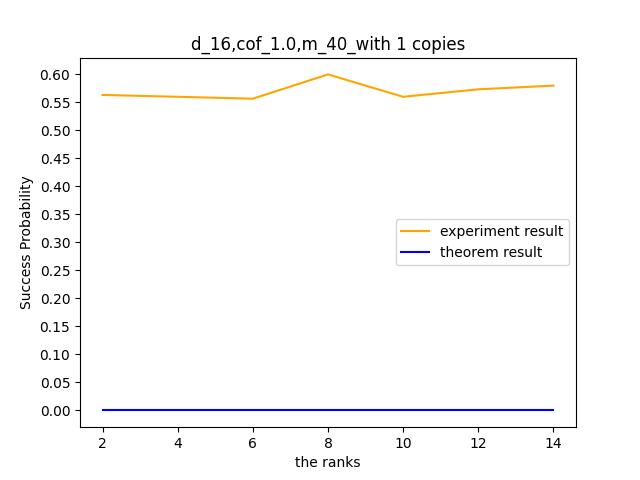 d_16,cof_1.0,m_40_with 1 copies
Success Probability
0.60
0.55
0.50
0.45
0.40
0.35
0.30
0.25
0.20
0.15
0.10
0.05
0.00
experiment result
theorem result
2 4 6 8 10 12 14
the ranks